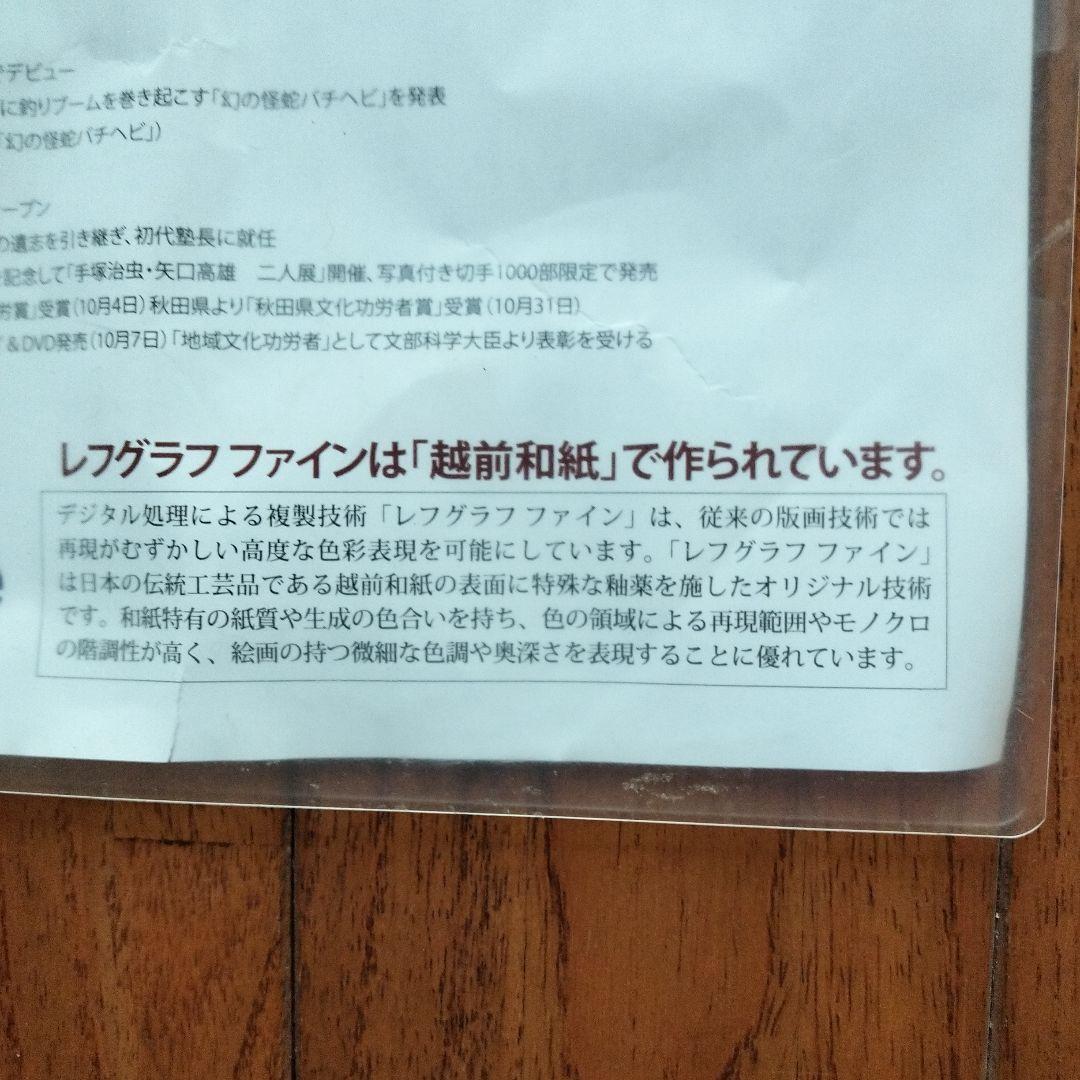 デビュー
に釣りブームを巻き起こす「幻の怪蛇バチヘビ」を発表
「幻の怪蛇バチヘビ」）
ープン
の遺志を引き継ぎ、初代塾長に就任
記念して「手塚治虫・矢口高雄　二人展」開催、写真付き切手1000部限定で発売
労賞」受賞（10月4日）秋田県より「秋田県文化功労者賞」受賞（10月31日）
＆DVD発売（10月7日）「地域文化功労者」として文部科学大臣より表彰を受ける
レフグラフ ファインは「越前和紙」で作られています。
デジタル処理による複製技術「レフグラフ ファイン」は、従来の版画技術では
再現がむずかしい高度な色彩表現を可能にしています。「レフグラフ ファイン」
は日本の伝統工芸品である越前和紙の表面に特殊な釉薬を施したオリジナル技術
です。和紙特有の紙質や生成の色合いを持ち、色の領域による再現範囲やモノクロ
の階調性が高く、絵画の持つ微細な色調や奥深さを表現することに優れています。